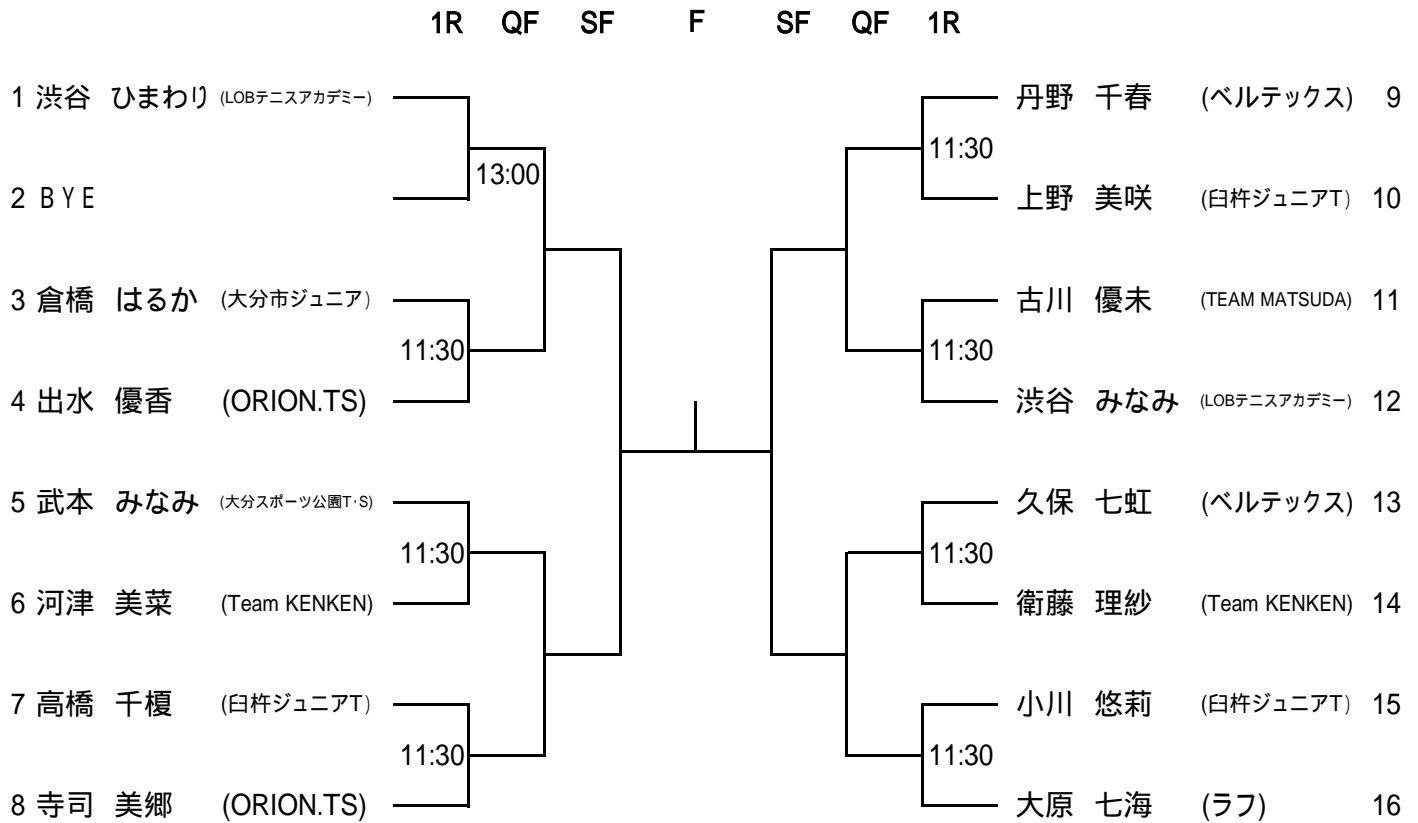 1R QF SF F SF QF 1R
1 渋谷 ひまわり (LOBテニスアカデミー) 丹野 千春 (ベルテックス) 9
11:30
13:00
2 BYE 上野 美咲 (臼杵ジュニアT) 10
3 倉橋 はるか (大分市ジュニア) 古川 優未 (TEAM MATSUDA) 11
11:30 11:30
4 出水 優香 (ORION.TS) 渋谷 みなみ (LOBテニスアカデミー) 12
5 武本 みなみ (大分スポーツ公園T・S) 久保 七虹 (ベルテックス) 13
11:30 11:30
6 河津 美菜 (Team KENKEN) 衛藤 理紗 (Team KENKEN) 14
7 高橋 千榎 (臼杵ジュニアT) 小川 悠莉 (臼杵ジュニアT) 15
11:30 11:30
8 寺司 美郷 (ORION.TS) 大原 七海 (ラフ) 16